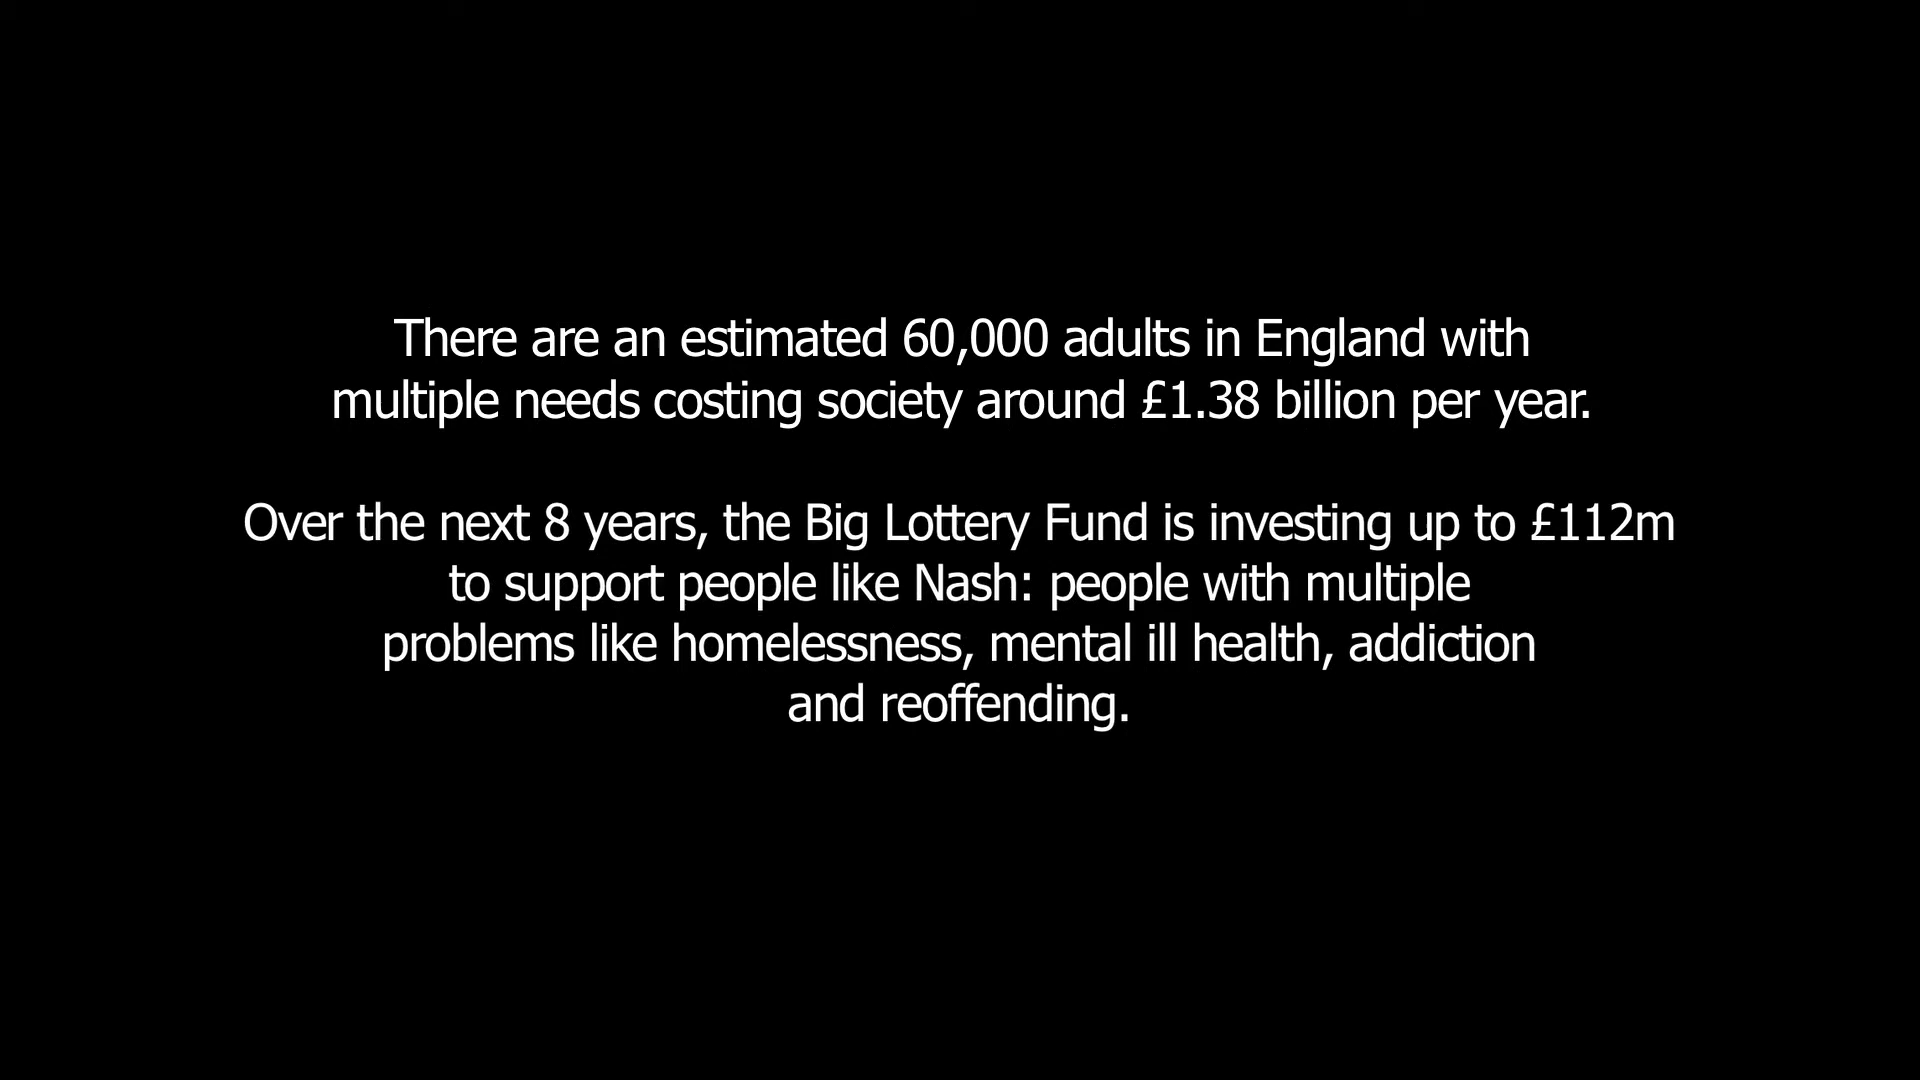 There are an estimated 60,000 adults in England with
multiple needs costing society around £1.38 billion per year.
Over the next 8 years, the Big Lottery Fund is investing up to £112m
to support people like Nash: people with multiple
problems like homelessness, mental ill health, addiction
and reoffending.